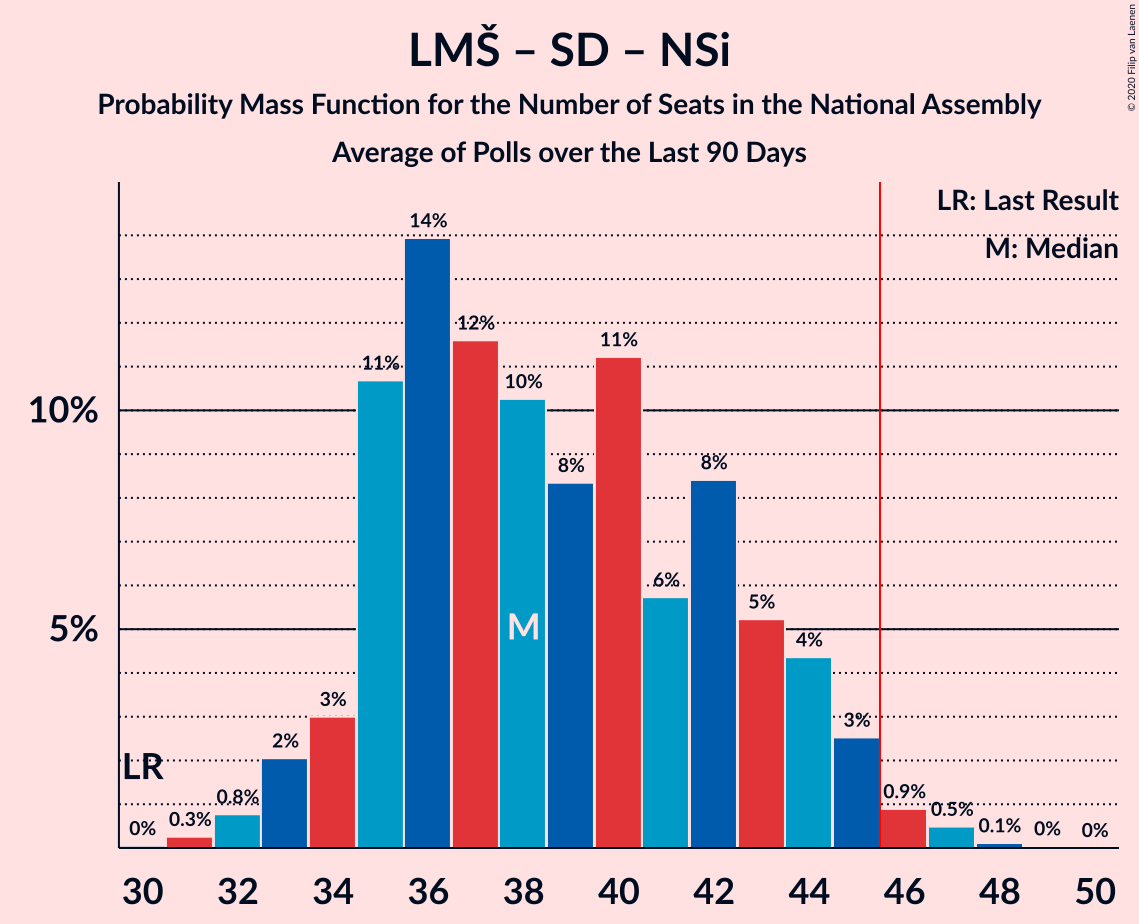 LMŠ – SD – NSi
Probability Mass Function for the Number of Seats in the National Assembly
Average of Polls over the Last 90 Days
© 2020 Filip van Laenen
LR: Last Result
M: Median
10%
5%
LR
M
0%
0.3%
0.8%
2%
3%
11%
14%
12%
10%
8%
11%
6%
8%
5%
4%
3%
0.9%
0.5%
0.1%
0%
0%
30 32 34 36 38 40 42 44 46 48 50